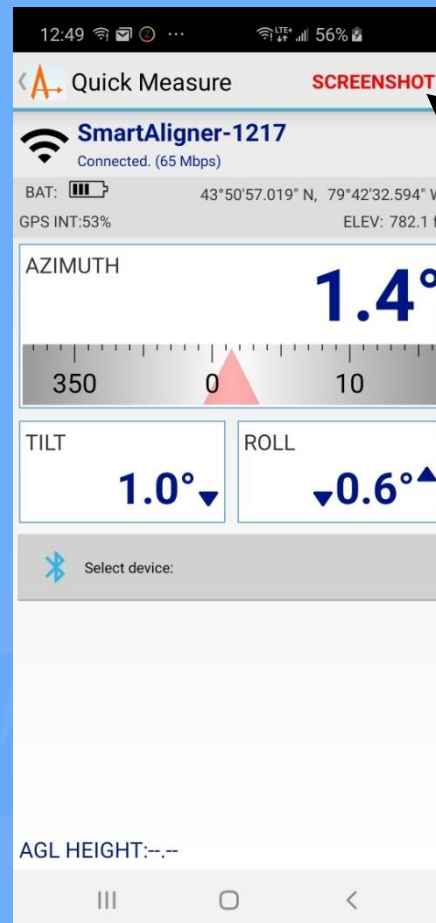 12:49 ... LTE+ 56%
Quick Measure SCREENSHOT
SmartAligner-1217
Connected. (65 Mbps)
BAT: 43°50'57.019" N, 79°42'32.594" W
GPS INT:53% ELEV: 782.1 f
AZIMUTH
1.4°
350 0 10
TILT ROLL
1.0° 0.6°
Select device:
AGL HEIGHT:--.--